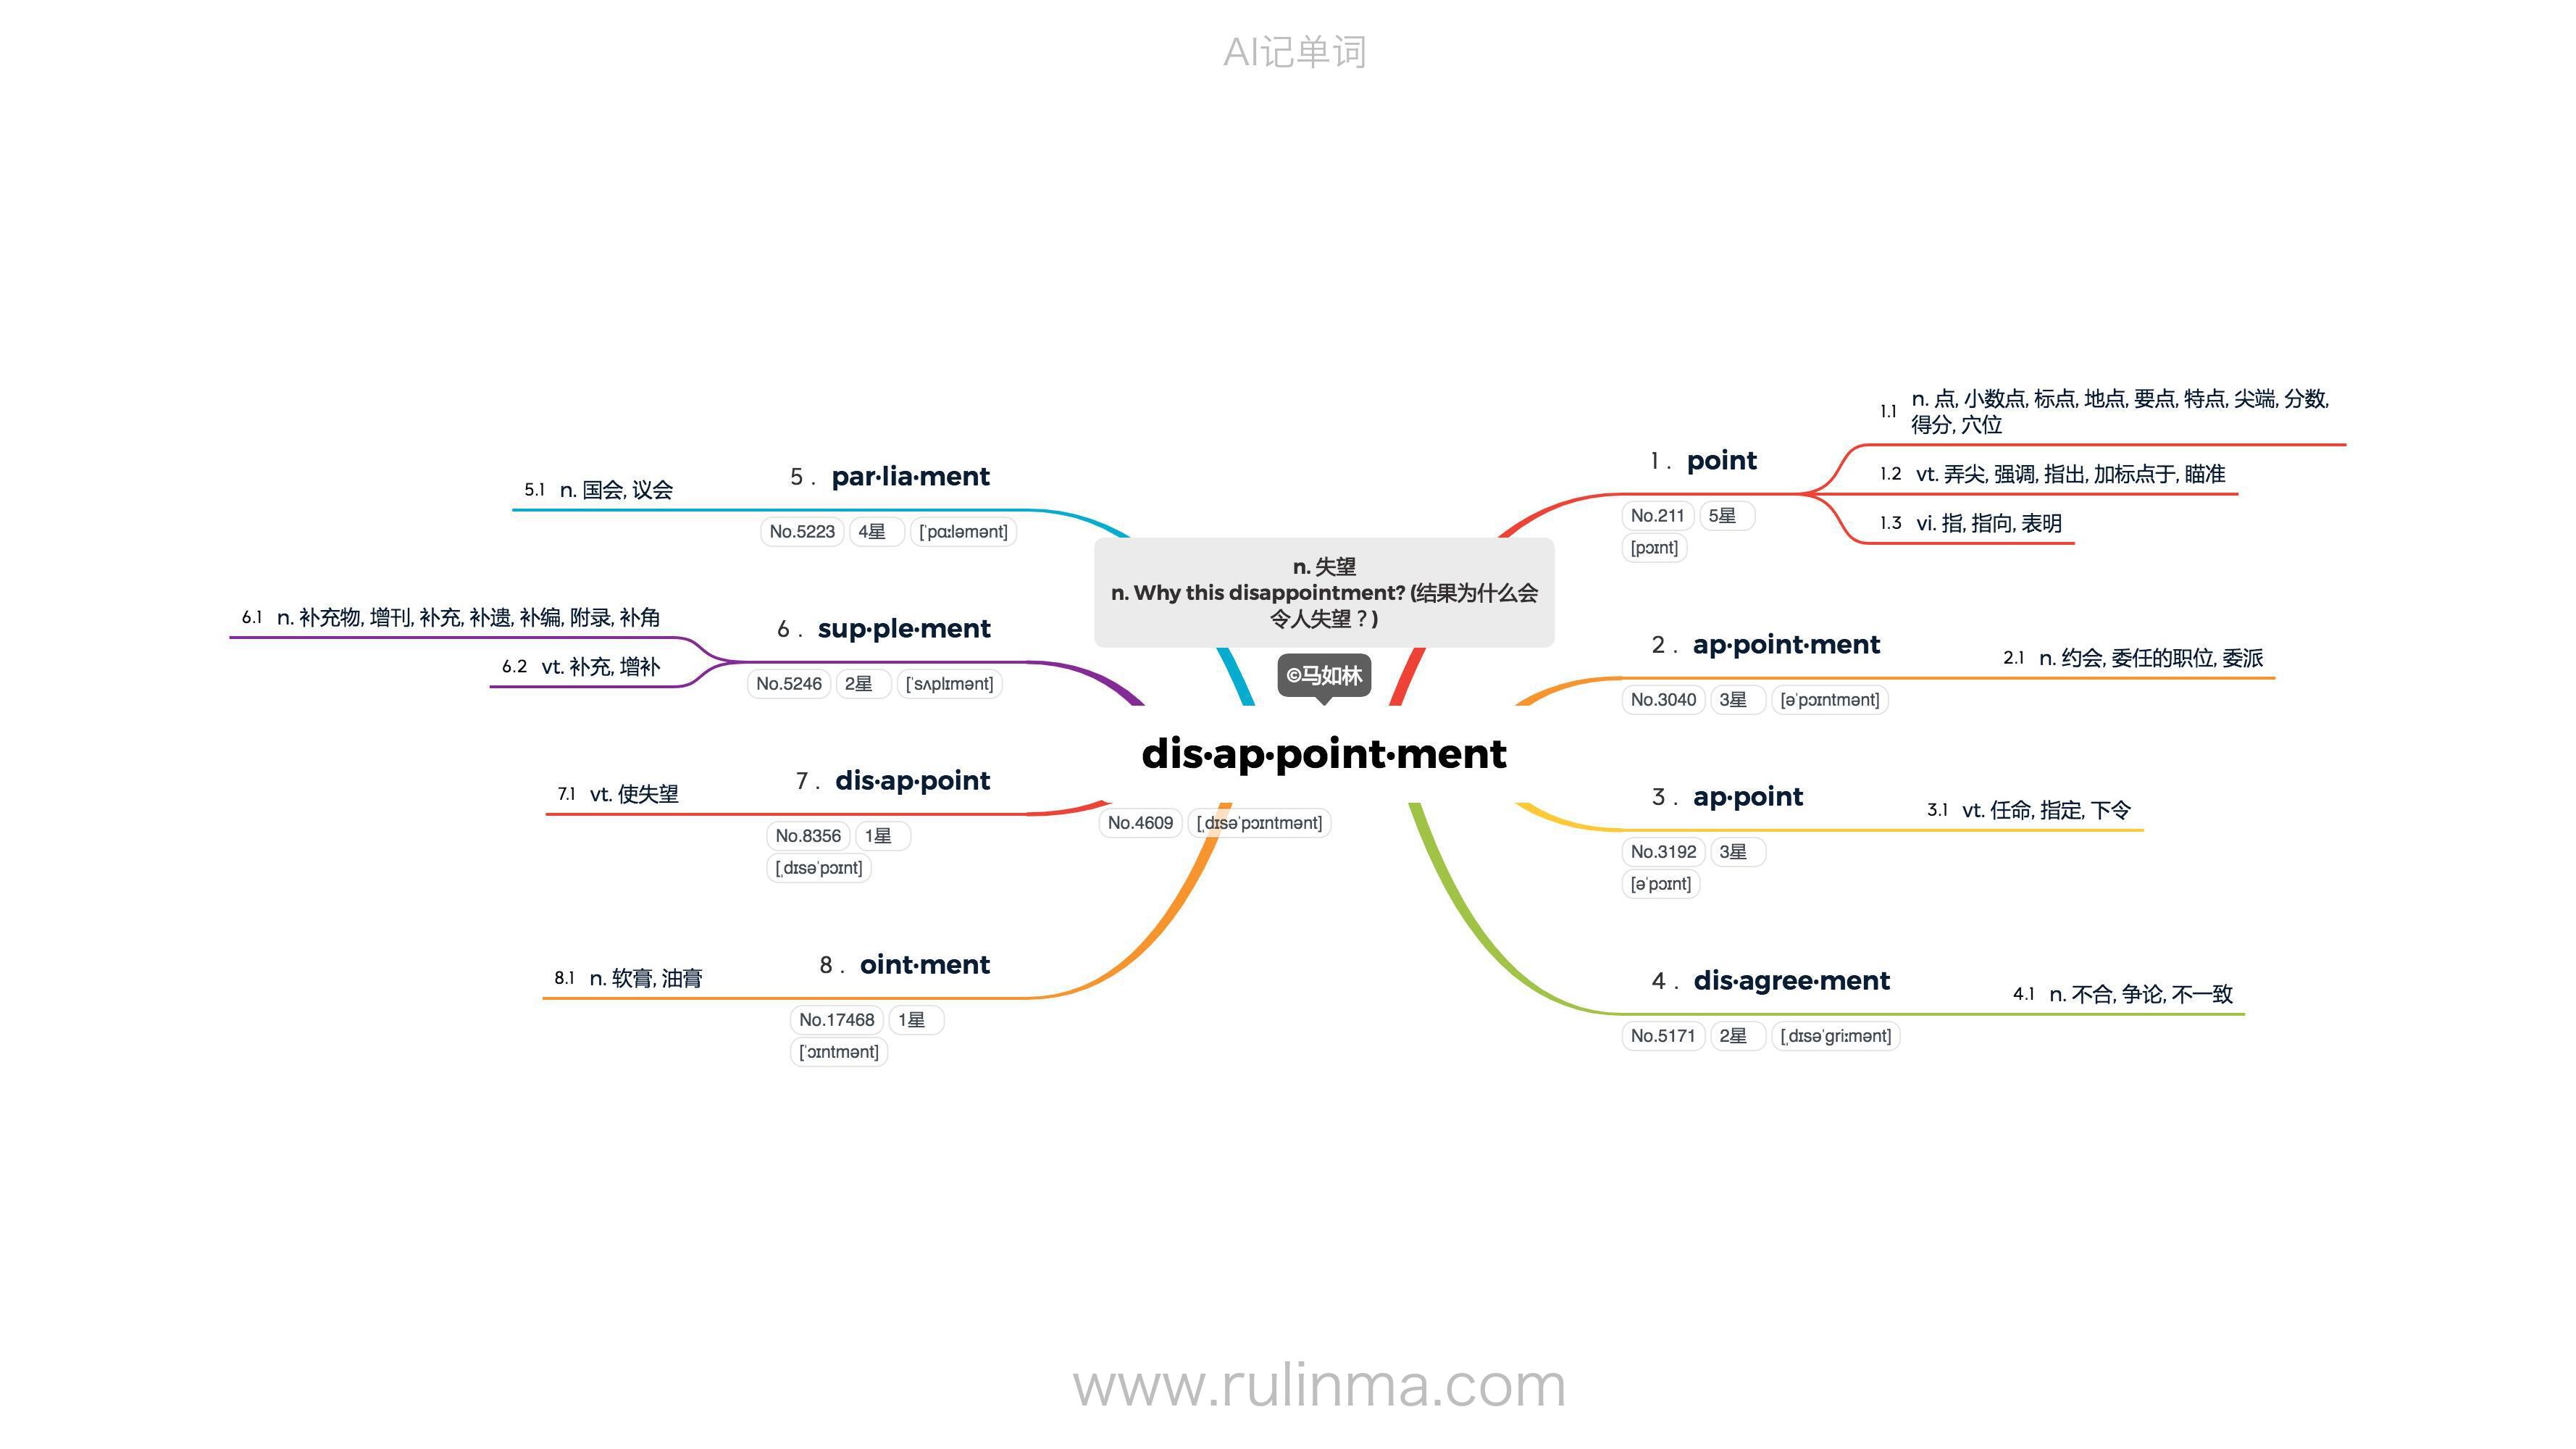 AI记单词
n. 失望
n. Why this disappointment? (结果为什么会
令人失望？)
©马如林
dis·ap·point·ment
No.4609 [ˌdɪsəˈpɔɪntmənt]
1. point
No.211 5星
[pɔɪnt]
1.1 n. 点, 小数点, 标点, 地点, 要点, 特点, 尖端, 分数,
得分, 穴位
1.2 vt. 弄尖, 强调, 指出, 加标点于, 瞄准
1.3 vi. 指, 指向, 表明
2. ap·point·ment
No.3040 3星 [əˈpɔɪntmənt]
2.1 n. 约会, 委任的职位, 委派
3. ap·point
No.3192 3星
[əˈpɔɪnt]
3.1 vt. 任命, 指定, 下令
4. dis·agree·ment
No.5171 2星 [ˌdɪsəˈɡriːmənt]
4.1 n. 不合, 争论, 不一致
5. par·lia·ment
No.5223 4星 [ˈpɑːləmənt]
5.1 n. 国会, 议会
6. sup·ple·ment
No.5246 2星 [ˈsʌplɪmənt]
6.1 n. 补充物, 增刊, 补充, 补遗, 补编, 附录, 补角
6.2 vt. 补充, 增补
7. dis·ap·point
No.8356 1星
[ˌdɪsəˈpɔɪnt]
7.1 vt. 使失望
8. oint·ment
No.17468 1星
[ˈɔɪntmənt]
8.1 n. 软膏, 油膏
www.rulinma.com